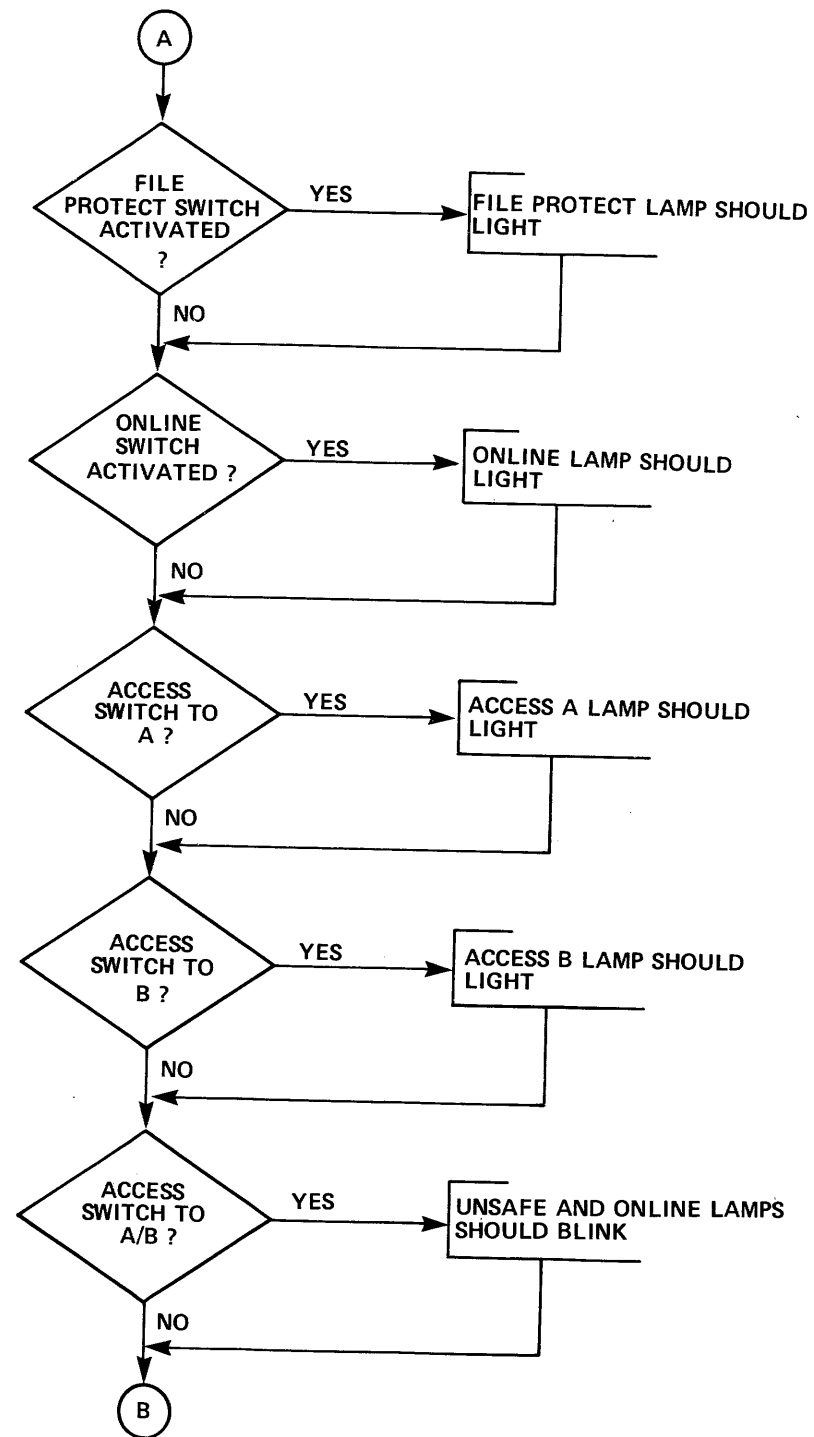 A
FILE
PROTECT SWITCH
ACTIVATED
?
YES
FILE PROTECT LAMP SHOULD
LIGHT
NO
ONLINE
SWITCH
ACTIVATED ?
YES
ONLINE LAMP SHOULD
LIGHT
NO
ACCESS
SWITCH TO
A ?
YES
ACCESS A LAMP SHOULD
LIGHT
NO
ACCESS
SWITCH TO
B ?
YES
ACCESS B LAMP SHOULD
LIGHT
NO
ACCESS
SWITCH TO
A/B ?
YES
UNSAFE AND ONLINE LAMPS
SHOULD BLINK
NO
B